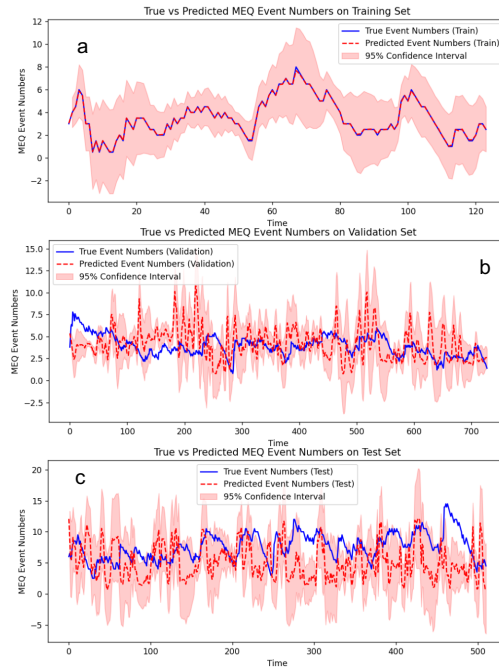 True vs Predicted MEQ Event Numbers on Training Set
a
True Event Numbers (Train)
Predicted Event Numbers (Train)
95% Confidence Interval
MEQ Event Numbers
12
10
8
6
4
2
0
−2
0 20 40 60 80 100 120
Time
True vs Predicted MEQ Event Numbers on Validation Set
b
True Event Numbers (Validation)
Predicted Event Numbers (Validation)
95% Confidence Interval
MEQ Event Numbers
15.0
12.5
10.0
7.5
5.0
2.5
0.0
−2.5
0 100 200 300 400 500 600 700
Time
True vs Predicted MEQ Event Numbers on Test Set
c
True Event Numbers (Test)
Predicted Event Numbers (Test)
95% Confidence Interval
MEQ Event Numbers
20
15
10
5
0
−5
0 100 200 300 400 500
Time